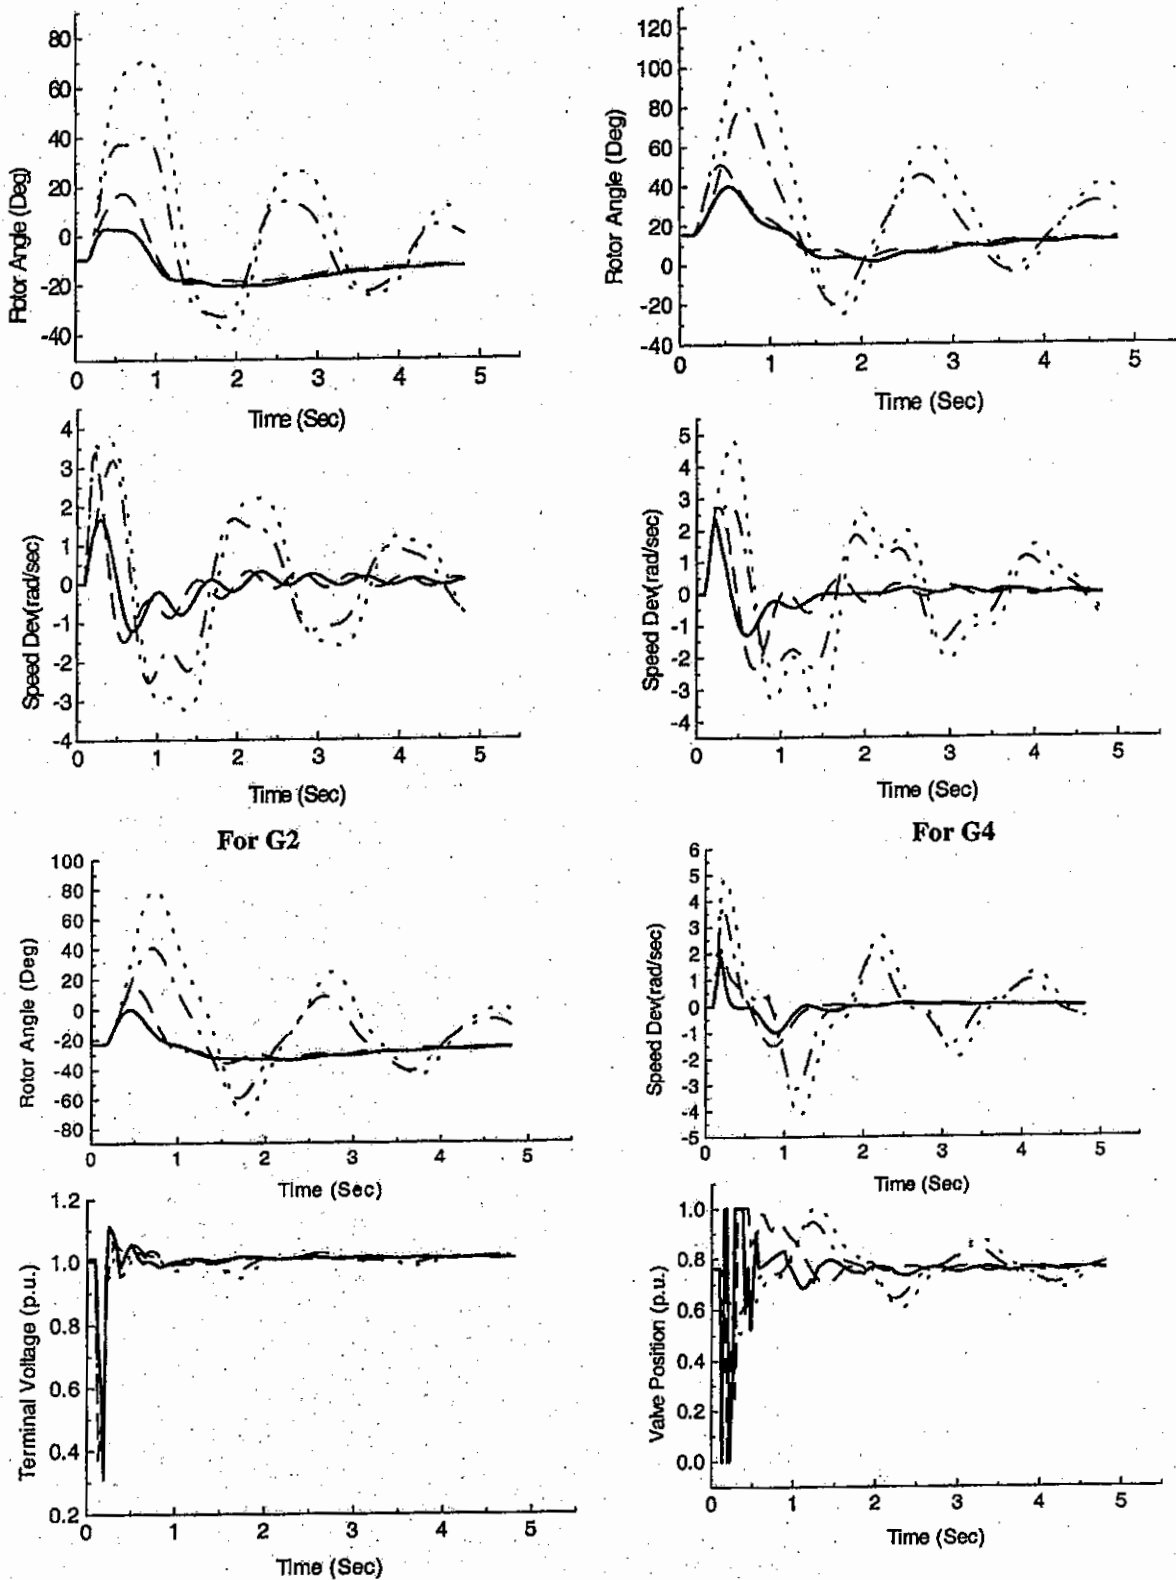 80
60
40
20
0
-20
-40
Rotor Angle (Deg)
0 1 2 3 4 5
Time (Sec)
120
100
80
60
40
20
0
-20
-40
Rotor Angle (Deg)
0 1 2 3 4 5
Time (Sec)
4
3
2
1
0
-1
-2
-3
-4
Speed Dev(rad/sec)
0 1 2 3 4 5
Time (Sec)
For G2
5
4
3
2
1
0
-1
-2
-3
-4
Speed Dev(rad/sec)
0 1 2 3 4 5
Time (Sec)
For G4
100
80
60
40
20
0
-20
-40
-60
-80
Rotor Angle (Deg)
0 1 2 3 4 5
Time (Sec)
6
5
4
3
2
1
0
-1
-2
-3
-4
-5
Speed Dev(rad/sec)
0 1 2 3 4 5
Time (Sec)
1.2
1.0
0.8
0.6
0.4
0.2
Terminal Voltage (p.u.)
0 1 2 3 4 5
Time (Sec)
1.0
0.8
0.6
0.4
0.2
0.0
Valve Position (p.u.)
0 1 2 3 4 5
Time (Sec)